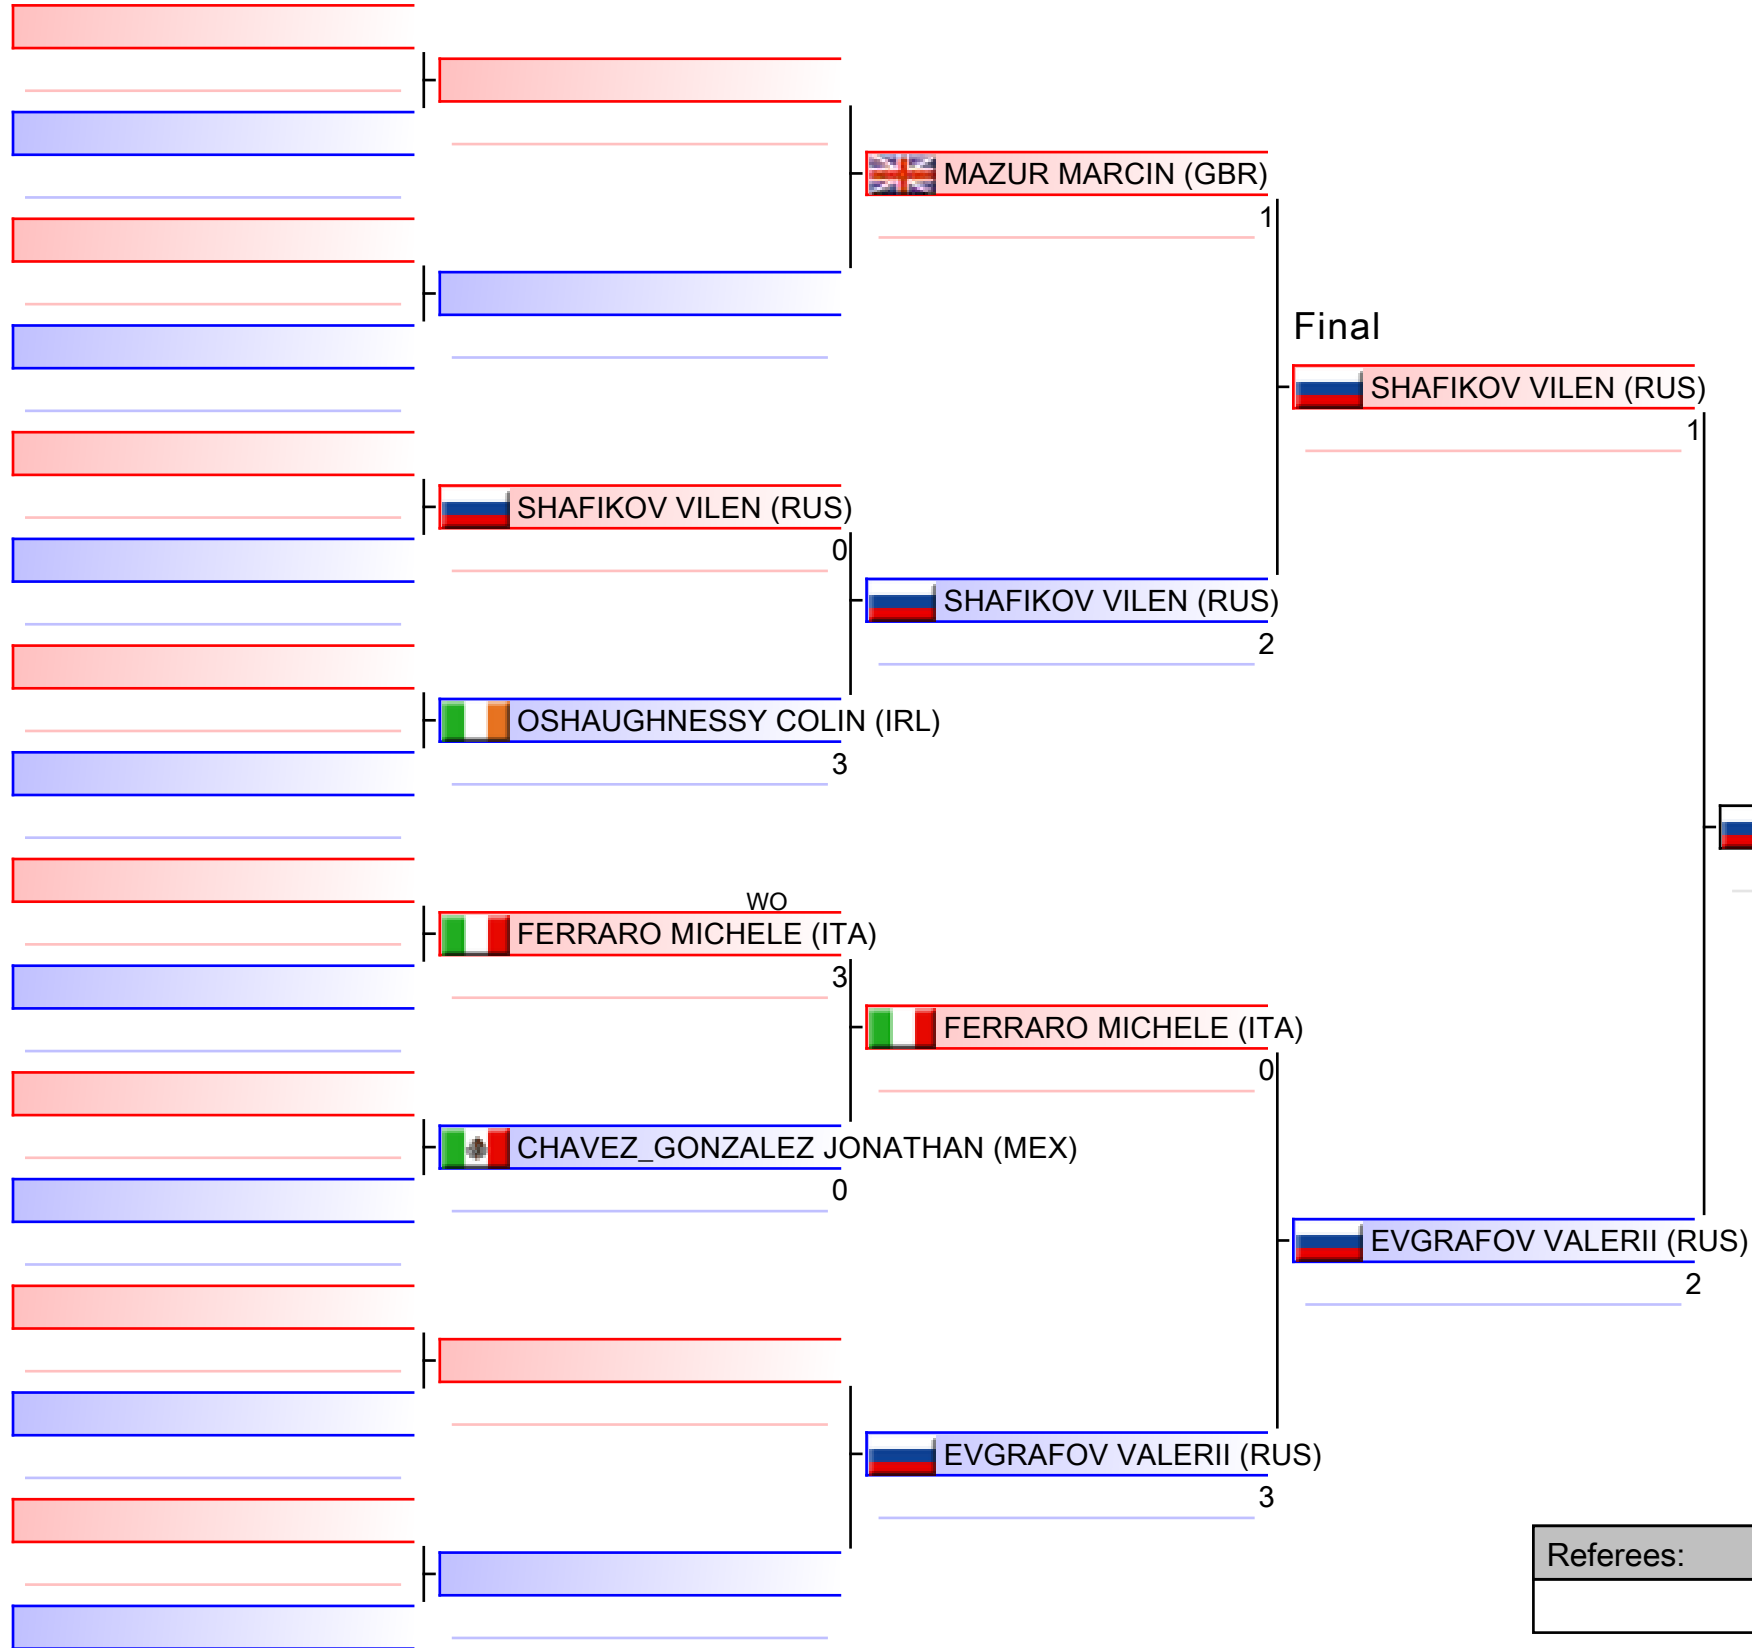 MAZUR MARCIN (GBR)
1
Final
SHAFIKOV VILEN (RUS)
1
SHAFIKOV VILEN (RUS)
0
SHAFIKOV VILEN (RUS)
2
OSHAUGHNESSY COLIN (IRL)
3
WO
FERRARO MICHELE (ITA)
3
FERRARO MICHELE (ITA)
0
CHAVEZ_GONZALEZ JONATHAN (MEX)
0
EVGRAFOV VALERII (RUS)
2
EVGRAFOV VALERII (RUS)
3
Referees: